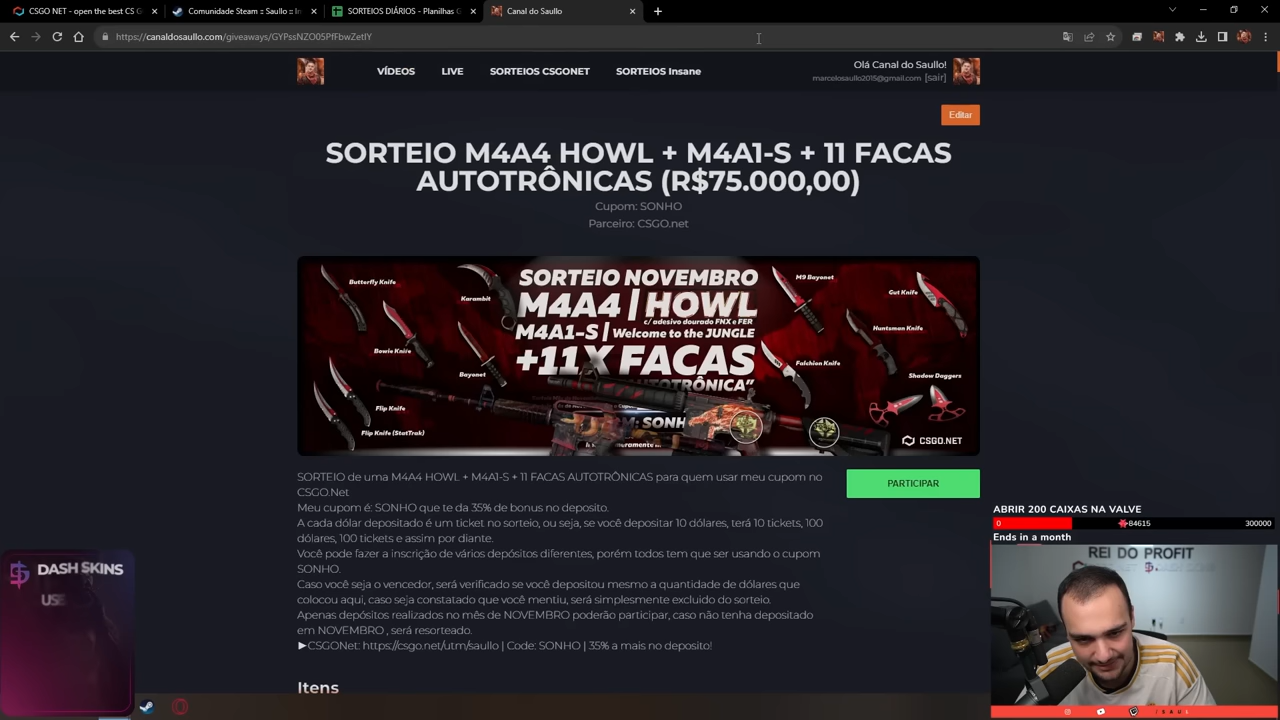 CSGO NET - open the best CS G
Comunidade Steam :: Saullo :: In
SORTEIOS DIÁRIOS - Planilhas G
Canal do Saullo
https://canaldosaullo.com/giveaways/GYPssNZO05PfFbwZetIY
VÍDEOS
LIVE
SORTEIOS CSGONET
SORTEIOS Insane
Olá Canal do Saullo!
marcelosaullo2015@gmail.com [sair]
Editar
SORTEIO M4A4 HOWL + M4A1-S + 11 FACAS
AUTOTRÔNICAS (R$75.000,00)
Cupom: SONHO
Parceiro: CSGO.net
Butterfly Knife
Karambit
Bowie Knife
Bayonet
Flip Knife
Flip Knife (StatTrak)
SORTEIO NOVEMBRO
M4A4 | HOWL
c/ adesivo dourado FNX e FER
M4A1-S | Welcome to the JUNGLE
+11X FACAS
M9 Bayonet
Gut Knife
Huntsman Knife
Falchion Knife
Shadow Daggers
CSGO.NET
SORTEIO de uma M4A4 HOWL + M4A1-S + 11 FACAS AUTOTRÔNICAS para quem usar meu cupom no
CSGO.Net
Meu cupom é: SONHO que te da 35% de bonus no deposito.
A cada dólar depositado é um ticket no sorteio, ou seja, se você depositar 10 dólares, terá 10 tickets, 100
dólares, 100 tickets e assim por diante.
Você pode fazer a inscrição de vários depósitos diferentes, porém todos tem que ser usando o cupom
SONHO.
Caso você seja o vencedor, será verificado se você depositou mesmo a quantidade de dólares que
colocou aqui, caso seja constatado que você mentiu, será simplesmente excluido do sorteio.
Apenas depósitos realizados no mês de NOVEMBRO poderão participar, caso não tenha depositado
em NOVEMBRO , será resorteado.
►CSGONet: https://csgo.net/utm/saullo | Code: SONHO | 35% a mais no deposito!
PARTICIPAR
Itens
DASH SKINS
ABRIR 200 CAIXAS NA VALVE
0
84615
300000
Ends in a month
REI DO PROFIT